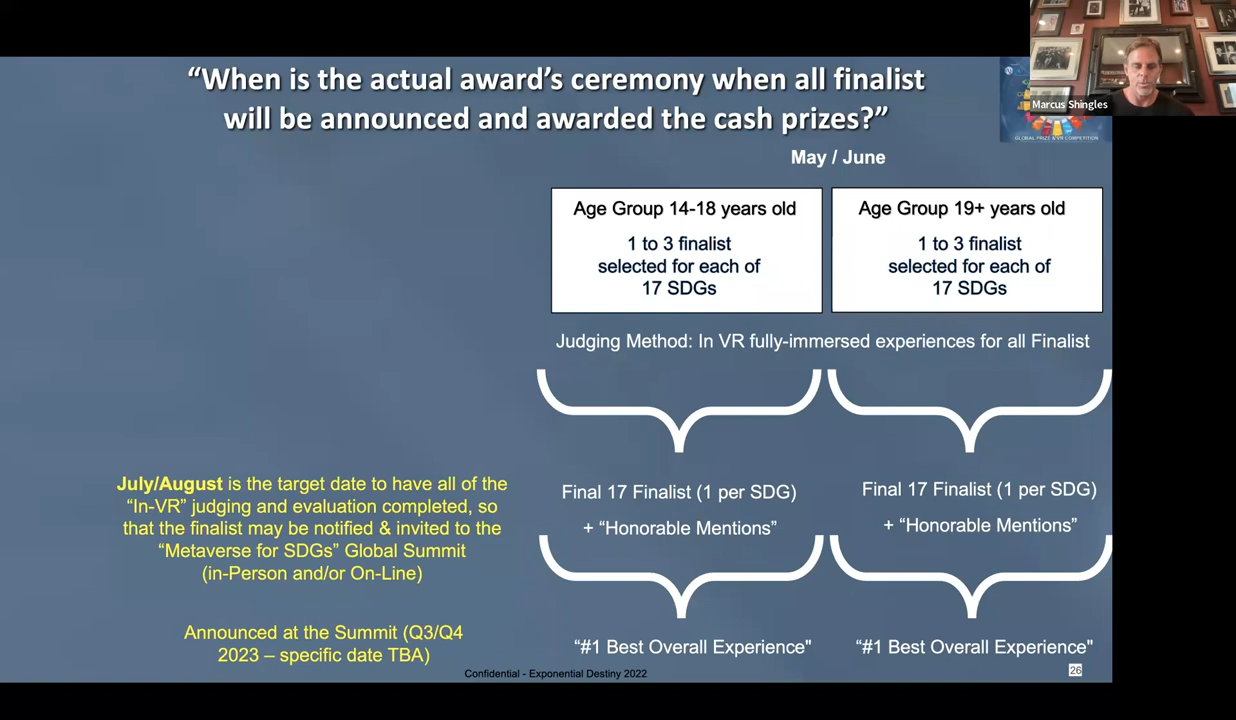 “When is the actual award’s ceremony when all finalist
will be announced and awarded the cash prizes?”
Marcus Shingles
GLOBAL PRIZE & VR COMPETITION
May / June
Age Group 14-18 years old
1 to 3 finalist
selected for each of
17 SDGs
Age Group 19+ years old
1 to 3 finalist
selected for each of
17 SDGs
Judging Method: In VR fully-immersed experiences for all Finalist
July/August is the target date to have all of the
“In-VR” judging and evaluation completed, so
that the finalist may be notified & invited to the
“Metaverse for SDGs” Global Summit
(in-Person and/or On-Line)
Final 17 Finalist (1 per SDG)
+ “Honorable Mentions”
Final 17 Finalist (1 per SDG)
+ “Honorable Mentions”
Announced at the Summit (Q3/Q4
2023 – specific date TBA)
“#1 Best Overall Experience"
“#1 Best Overall Experience"
Confidential - Exponential Destiny 2022
26